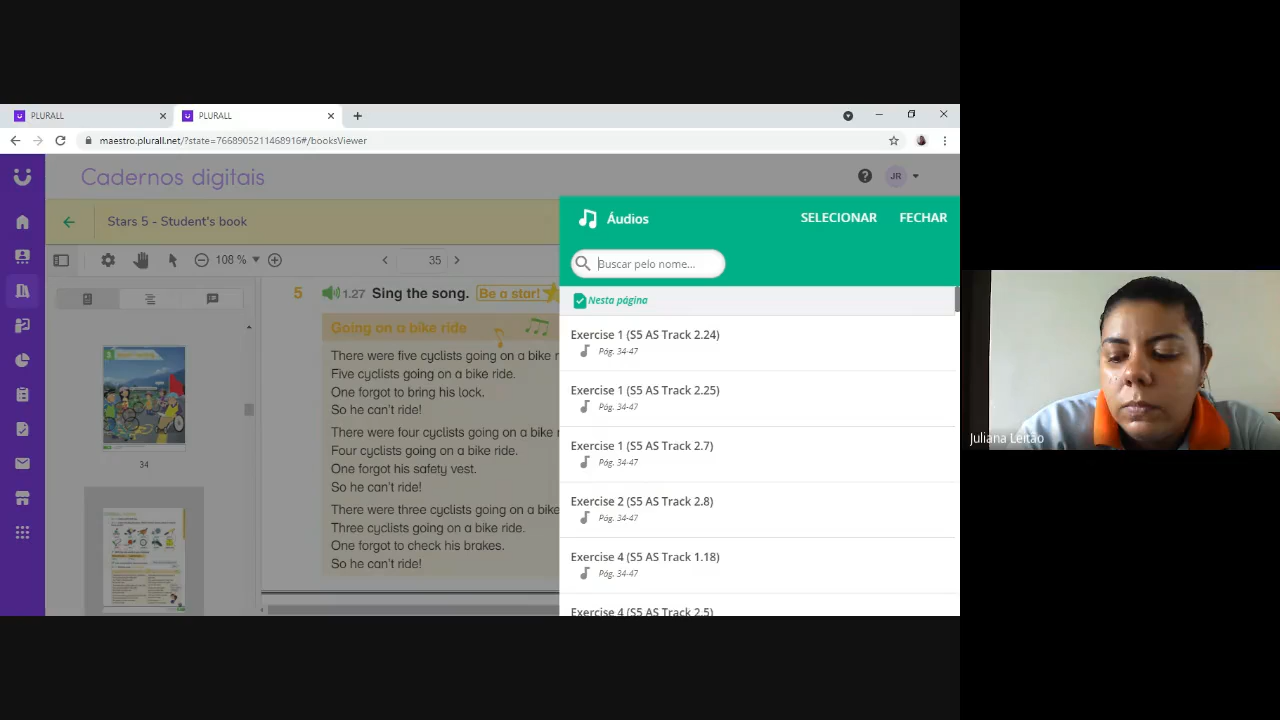 PLURALL
PLURALL
maestro.plurall.net/?state=7668905211468916#/booksViewer
Cadernos digitais
JR
Stars 5 - Student's book
108 %
35
34
5 1.27 Sing the song. Be a star!
Going on a bike ride
There were five cyclists going on a bike r
Five cyclists going on a bike ride.
One forgot to bring his lock.
So he can't ride!
There were four cyclists going on a bike r
Four cyclists going on a bike ride.
One forgot his safety vest.
So he can't ride!
There were three cyclists going on a bike
Three cyclists going on a bike ride.
One forgot to check his brakes.
So he can't ride!
Áudios
SELECIONAR
FECHAR
Buscar pelo nome...
Nesta página
Exercise 1 (S5 AS Track 2.24)
Pág. 34-47
Exercise 1 (S5 AS Track 2.25)
Pág. 34-47
Exercise 1 (S5 AS Track 2.7)
Pág. 34-47
Exercise 2 (S5 AS Track 2.8)
Pág. 34-47
Exercise 4 (S5 AS Track 1.18)
Pág. 34-47
Exercise 4 (S5 AS Track 2.5)
Juliana Leitão